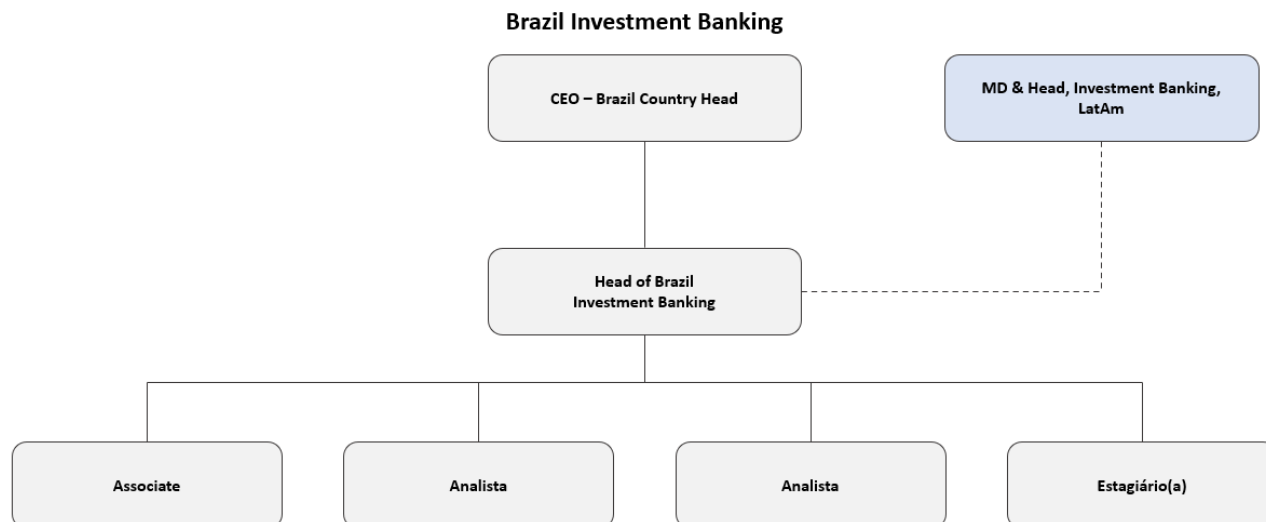 Brazil Investment Banking
CEO – Brazil Country Head
MD & Head, Investment Banking,
LatAm
Head of Brazil
Investment Banking
Associate
Analista
Analista
Estagiário(a)